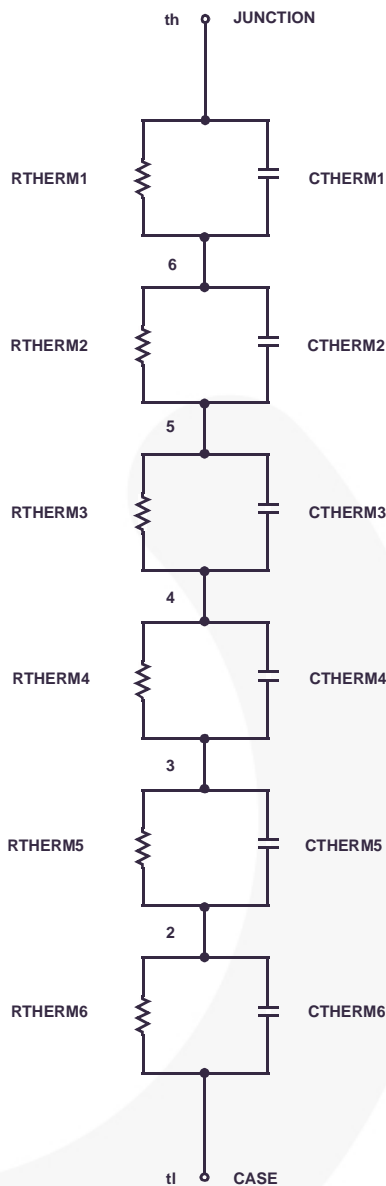 th JUNCTION
RTHERM1 CTHERM1
6
RTHERM2 CTHERM2
5
RTHERM3 CTHERM3
4
RTHERM4 CTHERM4
3
RTHERM5 CTHERM5
2
RTHERM6 CTHERM6
tl CASE